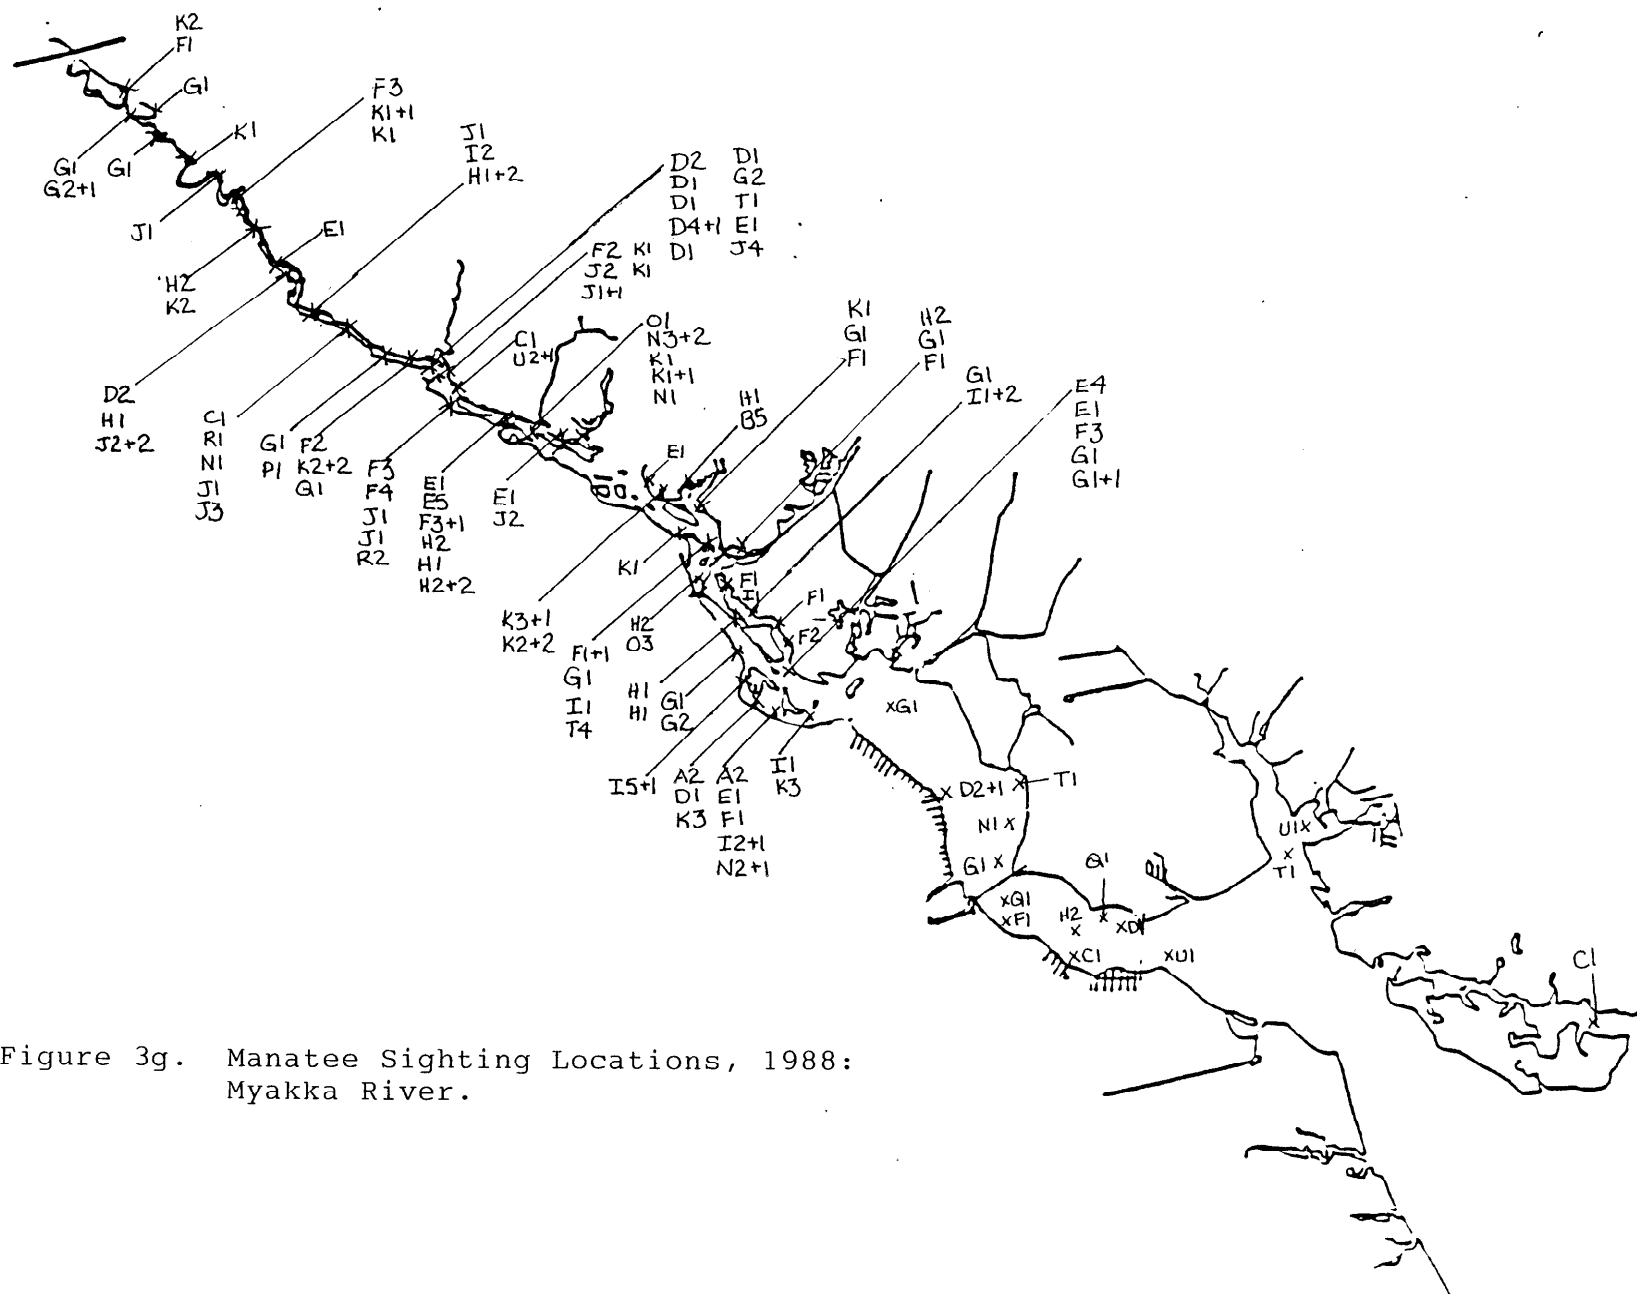 K2
F1
G1
F3
K1+1
K1
K1
G1
G2+1
G1
J1
I2
H1+2
J1
H2
K2
E1
D2
D1
D1
D4+1
D1
D1
G2
T1
E1
J4
F2 K1
J2 K1
J1+1
C1
U2+1
O1
N3+2
K1
K1+1
N1
K1
G1
F1
H2
G1
F1
G1
I1+2
E4
E1
F3
G1
G1+1
H1
B5
E1
D2
H1
J2+2
C1
R1
N1
J1
J3
G1
P1
F2
K2+2
Q1
F3
F4
J1
J1
R2
E1
E5
F3+1
H2
H1
H2+2
E1
J2
K1
K3+1
K2+2
F1
I1
F1
F2
H2
O3
F1+1
G1
I1
T4
H1
H1
G1
G2
I5+1
A2
D1
K3
A2
E1
F1
I2+1
N2+1
I1
K3
G1
D2+1
T1
N1
G1
Q1
U1
T1
Q1
F1
H2
D1
C1
U1
C1
Figure 3g. Manatee Sighting Locations, 1988:
Myakka River.